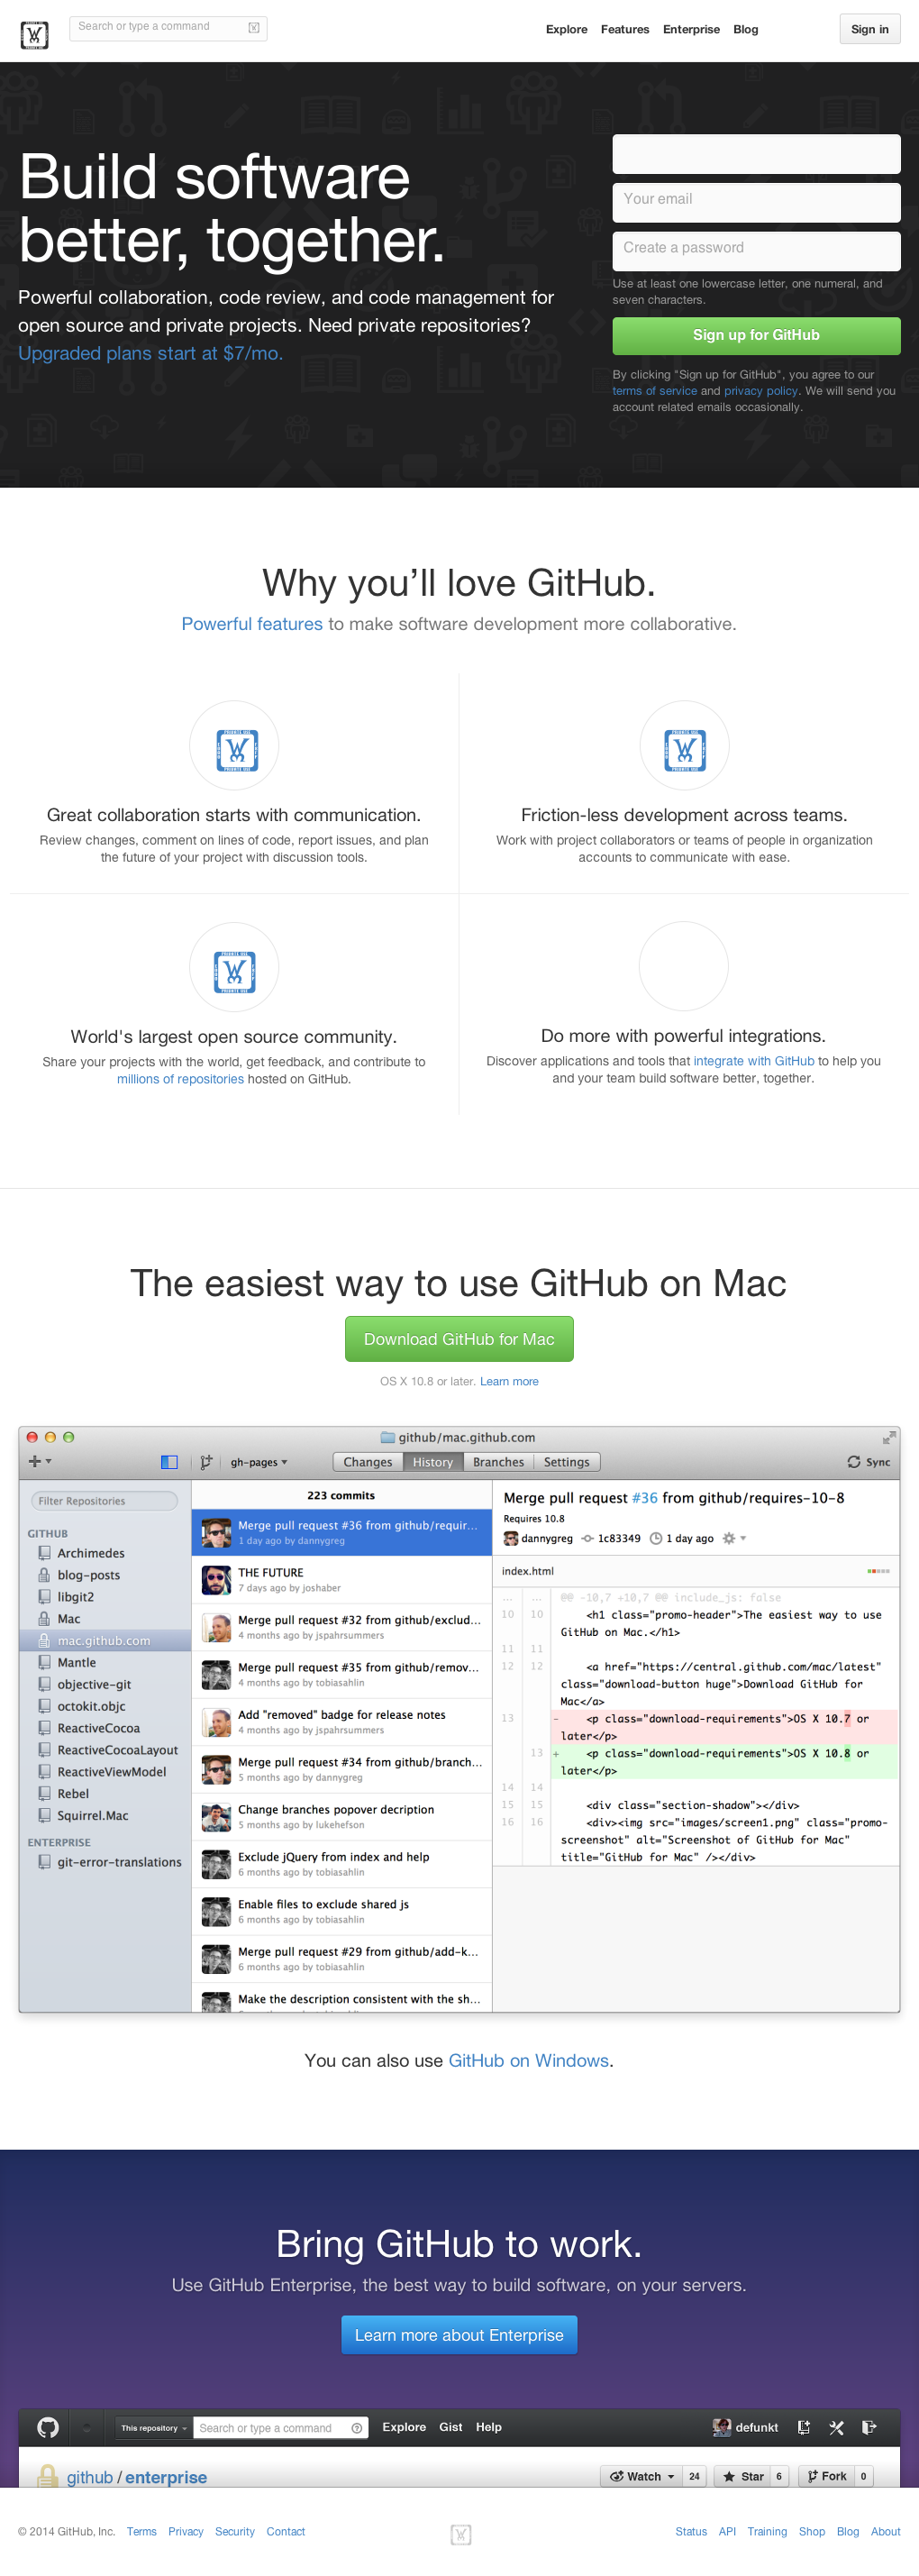 Search or type a command
Explore Features Enterprise Blog
Sign in
Build software
better, together.
Powerful collaboration, code review, and code management for
open source and private projects. Need private repositories?
Upgraded plans start at $7/mo.
Your email
Create a password
Use at least one lowercase letter, one numeral, and
seven characters.
Sign up for GitHub
By clicking "Sign up for GitHub", you agree to our
terms of service and privacy policy. We will send you
account related emails occasionally.
Why you’ll love GitHub.
Powerful features to make software development more collaborative.
Great collaboration starts with communication.
Review changes, comment on lines of code, report issues, and plan
the future of your project with discussion tools.
Friction-less development across teams.
Work with project collaborators or teams of people in organization
accounts to communicate with ease.
World's largest open source community.
Share your projects with the world, get feedback, and contribute to
millions of repositories hosted on GitHub.
Do more with powerful integrations.
Discover applications and tools that integrate with GitHub to help you
and your team build software better, together.
The easiest way to use GitHub on Mac
Download GitHub for Mac
OS X 10.8 or later. Learn more
github/mac.github.com
gh-pages
Changes History Branches Settings
Sync
Filter Repositories
GITHUB
Archimedes
blog-posts
libgit2
Mac
mac.github.com
Mantle
objective-git
octokit.objc
ReactiveCocoa
ReactiveCocoaLayout
ReactiveViewModel
Rebel
Squirrel.Mac
ENTERPRISE
git-error-translations
223 commits
Merge pull request #36 from github/requir...
1 day ago by dannygreg
THE FUTURE
7 days ago by joshaber
Merge pull request #32 from github/exclud...
4 months ago by jspahrsummers
Merge pull request #35 from github/remov...
4 months ago by tobiasahlin
Add "removed" badge for release notes
4 months ago by jspahrsummers
Merge pull request #34 from github/branch...
5 months ago by dannygreg
Change branches popover decription
5 months ago by lukehefson
Exclude jQuery from index and help
6 months ago by tobiasahlin
Enable files to exclude shared js
6 months ago by tobiasahlin
Merge pull request #29 from github/add-k...
6 months ago by tobiasahlin
Make the description consistent with the sh...
Merge pull request #36 from github/requires-10-8
Requires 10.8
dannygreg 1c83349 1 day ago
index.html
... ... @@ -10,7 +10,7 @@ include_js: false
10 10 <h1 class="promo-header">The easiest way to use
GitHub on Mac.</h1>
11 11
12 12 <a href="https://central.github.com/mac/latest"
class="download-button huge">Download GitHub for
Mac</a>
13 - <p class="download-requirements">OS X 10.7 or
later</p>
13 + <p class="download-requirements">OS X 10.8 or
later</p>
14 14
15 15 <div class="section-shadow"></div>
16 16 <div><img src="images/screen1.png" class="promo-
screenshot" alt="Screenshot of GitHub for Mac"
title="GitHub for Mac" /></div>
You can also use GitHub on Windows.
Bring GitHub to work.
Use GitHub Enterprise, the best way to build software, on your servers.
Learn more about Enterprise
This repository Search or type a command Explore Gist Help defunkt
github / enterprise
Watch 24 Star 6 Fork 0
© 2014 GitHub, Inc. Terms Privacy Security Contact
Status API Training Shop Blog About